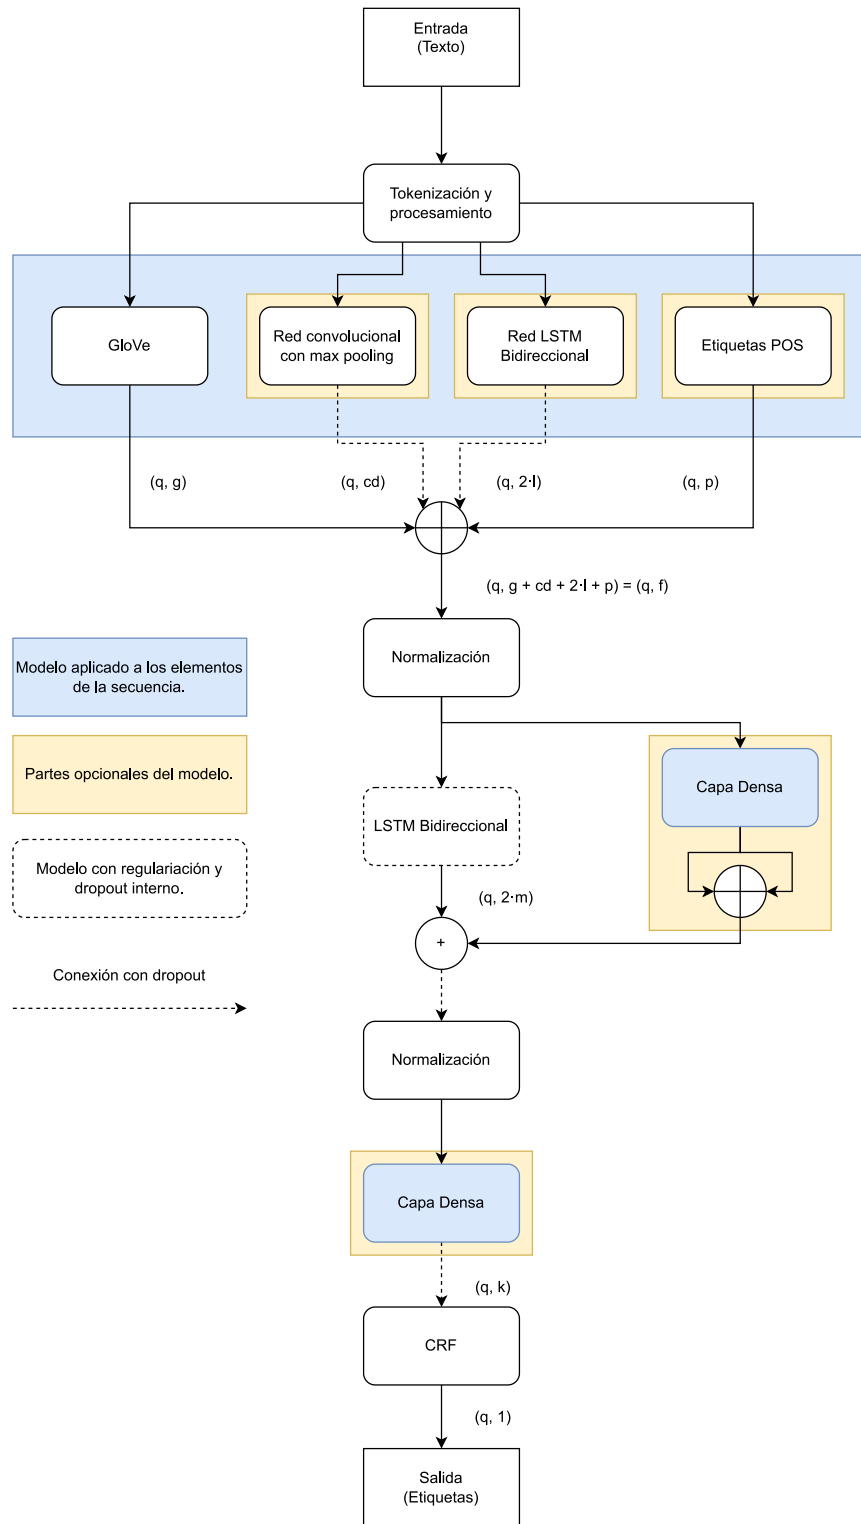 Entrada
(Texto)
Tokenización y
procesamiento
GloVe
Red convolucional
con max pooling
Red LSTM
Bidireccional
Etiquetas POS
(q, g)
(q, cd)
(q, 2·l)
(q, p)
(q, g + cd + 2·l + p) = (q, f)
Normalización
Modelo aplicado a los elementos
de la secuencia.
Partes opcionales del modelo.
Modelo con regulariación y
dropout interno.
Conexión con dropout
Capa Densa
LSTM Bidireccional
(q, 2·m)
+
Normalización
Capa Densa
(q, k)
CRF
(q, 1)
Salida
(Etiquetas)